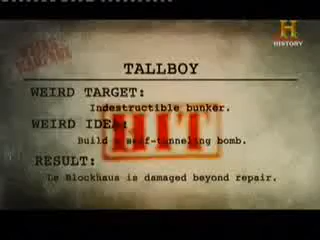 H
HISTORY
TALLBOY
WEIRD TARGET:
Indestructible bunker.
WEIRD IDEA:
Build a self-tunneling bomb.
HIT
RESULT:
Le Blockhaus is damaged beyond repair.